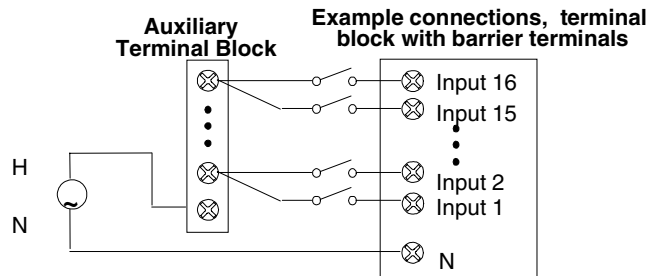 Auxiliary
Terminal Block
Example connections, terminal
block with barrier terminals
Input 16
Input 15
Input 2
Input 1
H
N
~
N